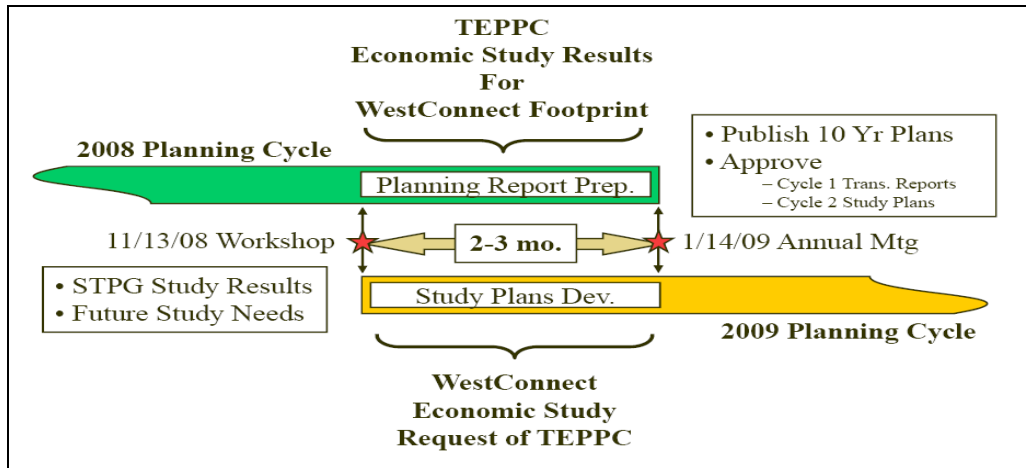 TEPPC
Economic Study Results
For
WestConnect Footprint
2008 Planning Cycle
Planning Report Prep.
• Publish 10 Yr Plans
• Approve
– Cycle 1 Trans. Reports
– Cycle 2 Study Plans
11/13/08 Workshop
2-3 mo.
1/14/09 Annual Mtg
• STPG Study Results
• Future Study Needs
Study Plans Dev.
2009 Planning Cycle
WestConnect
Economic Study
Request of TEPPC